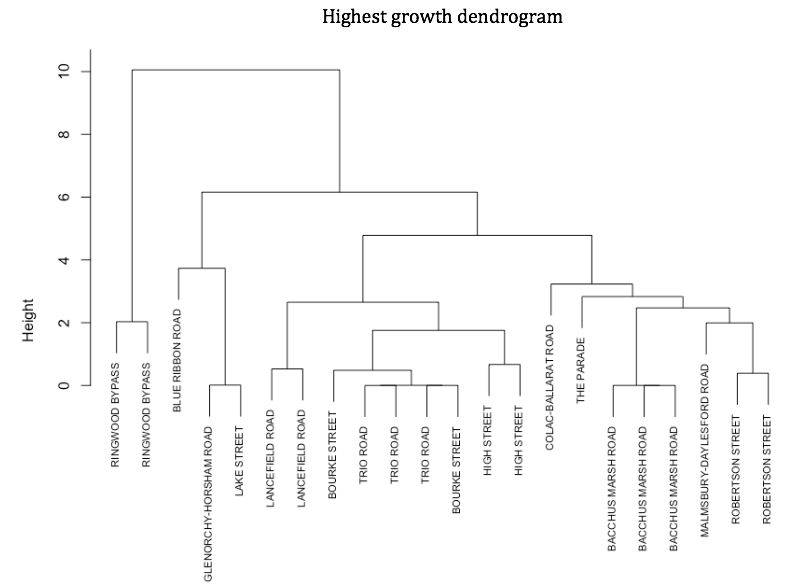 Highest growth dendrogram
Height
10
8
6
4
2
0
RINGWOOD BYPASS
RINGWOOD BYPASS
BLUE RIBBON ROAD
GLENORCHY-HORSHAM ROAD
LAKE STREET
LANCEFIELD ROAD
LANCEFIELD ROAD
BOURKE STREET
TRIO ROAD
TRIO ROAD
TRIO ROAD
BOURKE STREET
HIGH STREET
HIGH STREET
COLAC-BALLARAT ROAD
THE PARADE
BACCHUS MARSH ROAD
BACCHUS MARSH ROAD
BACCHUS MARSH ROAD
MALMSBURY-DAYLESFORD ROAD
ROBERTSON STREET
ROBERTSON STREET